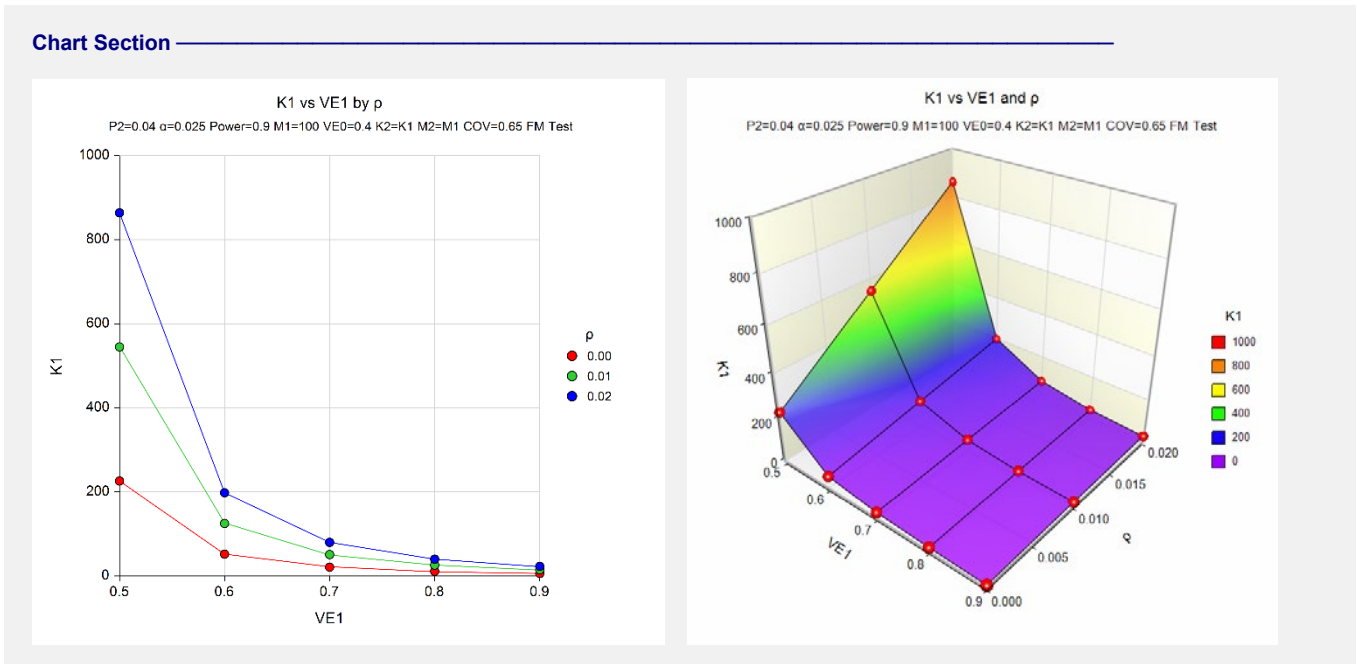 Chart Section
K1 vs VE1 by ρ
P2=0.04 α=0.025 Power=0.9 M1=100 VE0=0.4 K2=K1 M2=M1 COV=0.65 FM Test
1000
800
600
400
200
0
K1
0.5 0.6 0.7 0.8 0.9
VE1
ρ
0.00
0.01
0.02
K1 vs VE1 and ρ
P2=0.04 α=0.025 Power=0.9 M1=100 VE0=0.4 K2=K1 M2=M1 COV=0.65 FM Test
1000
800
600
400
200
0
K1
0.5
0.6
0.7
0.8
0.9
VE1
0.000
0.005
0.010
0.015
0.020
ρ
K1
1000
800
600
400
200
0